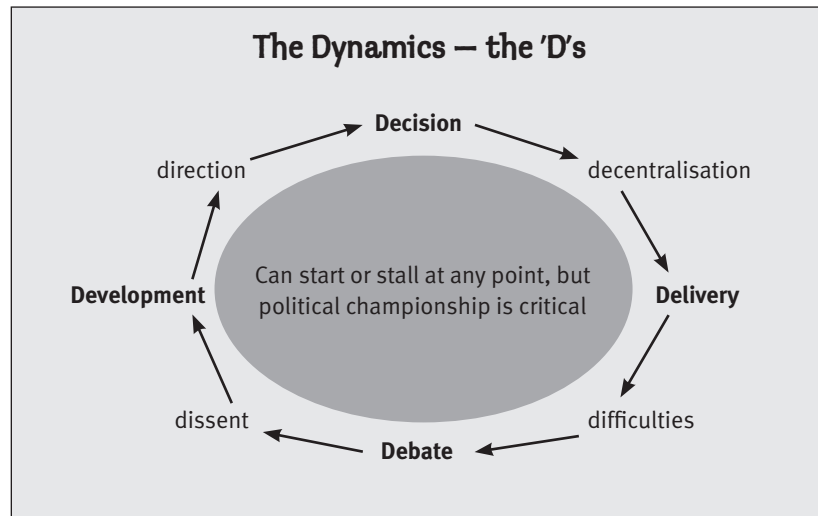 The Dynamics – the 'D's
Decision
direction
decentralisation
Can start or stall at any point, but
political championship is critical
Development
Delivery
dissent
difficulties
Debate